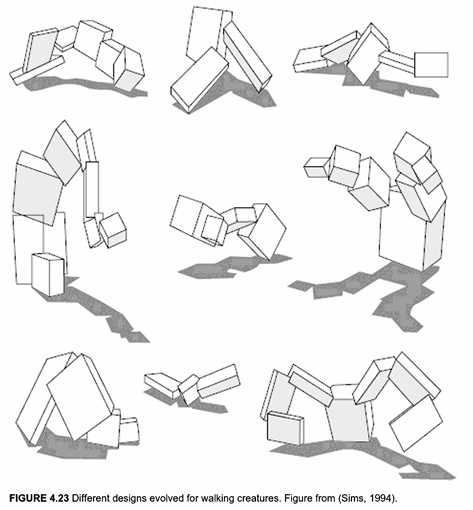 FIGURE 4.23 Different designs evolved for walking creatures. Figure from (Sims, 1994).